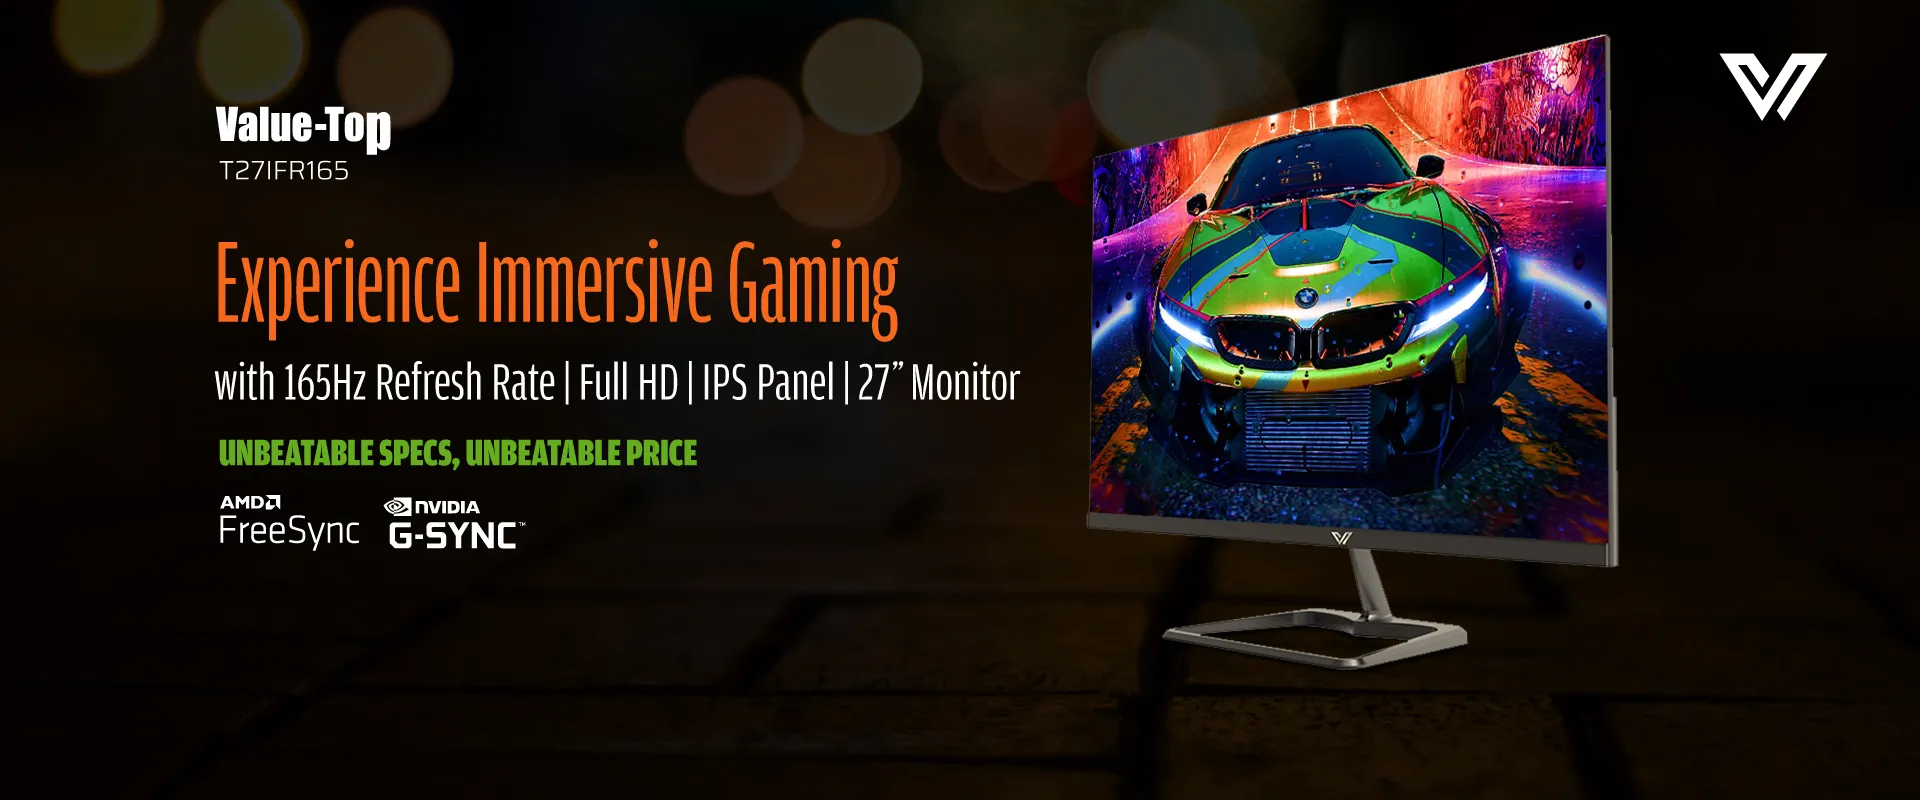 Value-Top
T27IFR165
Experience Immersive Gaming
with 165Hz Refresh Rate | Full HD | IPS Panel | 27” Monitor
UNBEATABLE SPECS, UNBEATABLE PRICE
AMD
FreeSync
NVIDIA
G-SYNC™